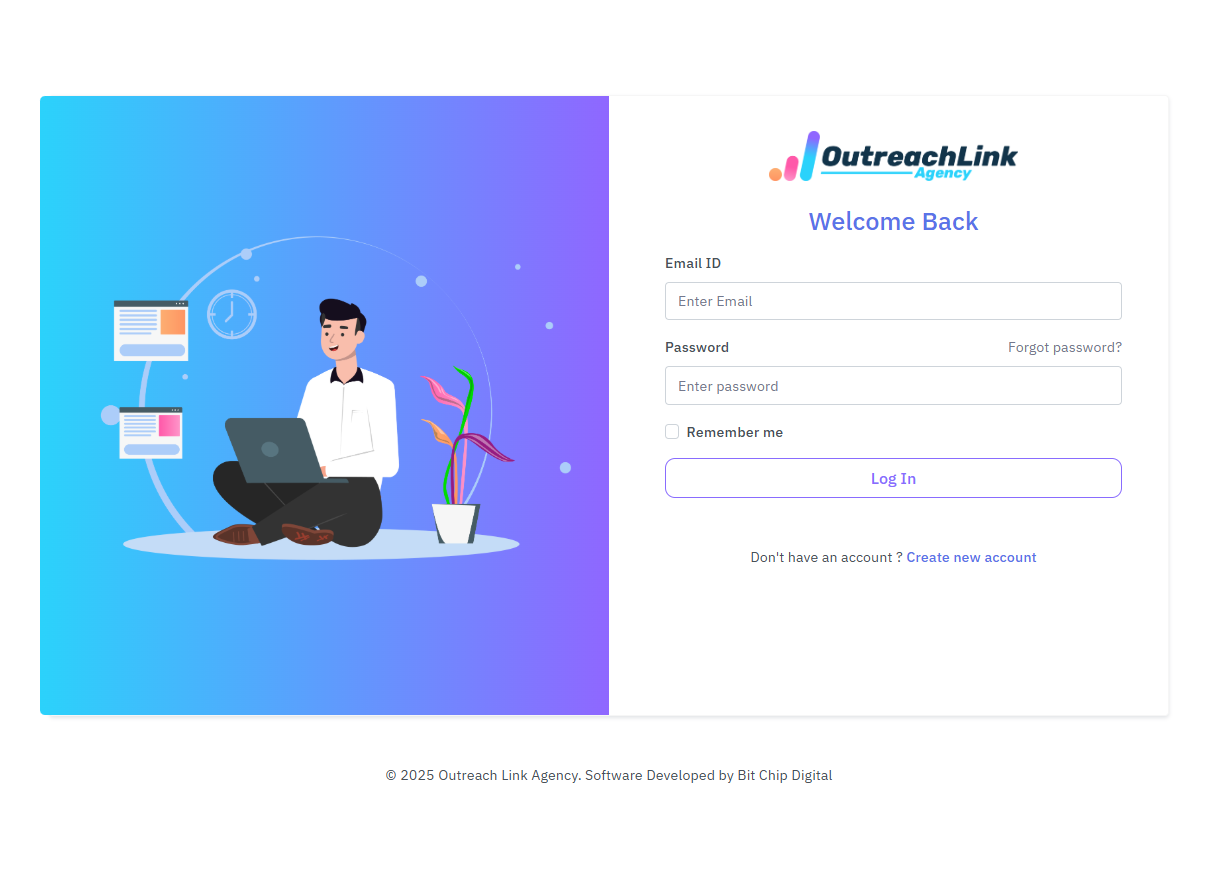 OutreachLink
Agency
Welcome Back
Email ID
Enter Email
Password
Forgot password?
Enter password
Remember me
Log In
Don't have an account ? Create new account
© 2025 Outreach Link Agency. Software Developed by Bit Chip Digital